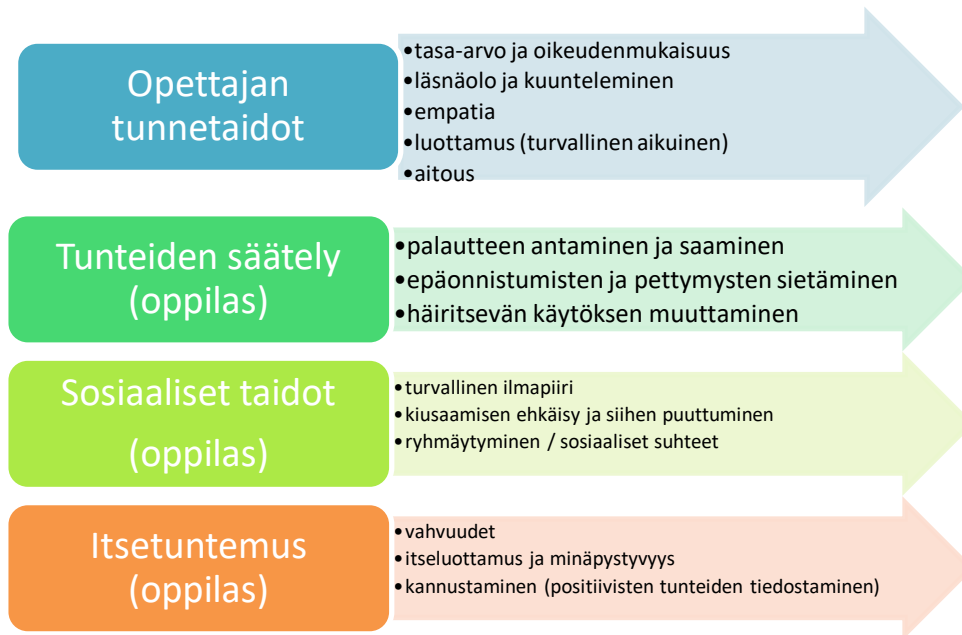 Opettajan
tunnetaidot
•tasa-arvo ja oikeudenmukaisuus
•läsnäolo ja kuunteleminen
•empatia
•luottamus (turvallinen aikuinen)
•aitous
Tunteiden säätely
(oppilas)
•palautteen antaminen ja saaminen
•epäonnistumisten ja pettymysten sietäminen
•häiritsevän käytöksen muuttaminen
Sosiaaliset taidot
(oppilas)
•turvallinen ilmapiiri
•kiusaamisen ehkäisy ja siihen puuttuminen
•ryhmäytyminen / sosiaaliset suhteet
Itsetuntemus
(oppilas)
•vahvuudet
•itseluottamus ja minäpystyvyys
•kannustaminen (positiivisten tunteiden tiedostaminen)